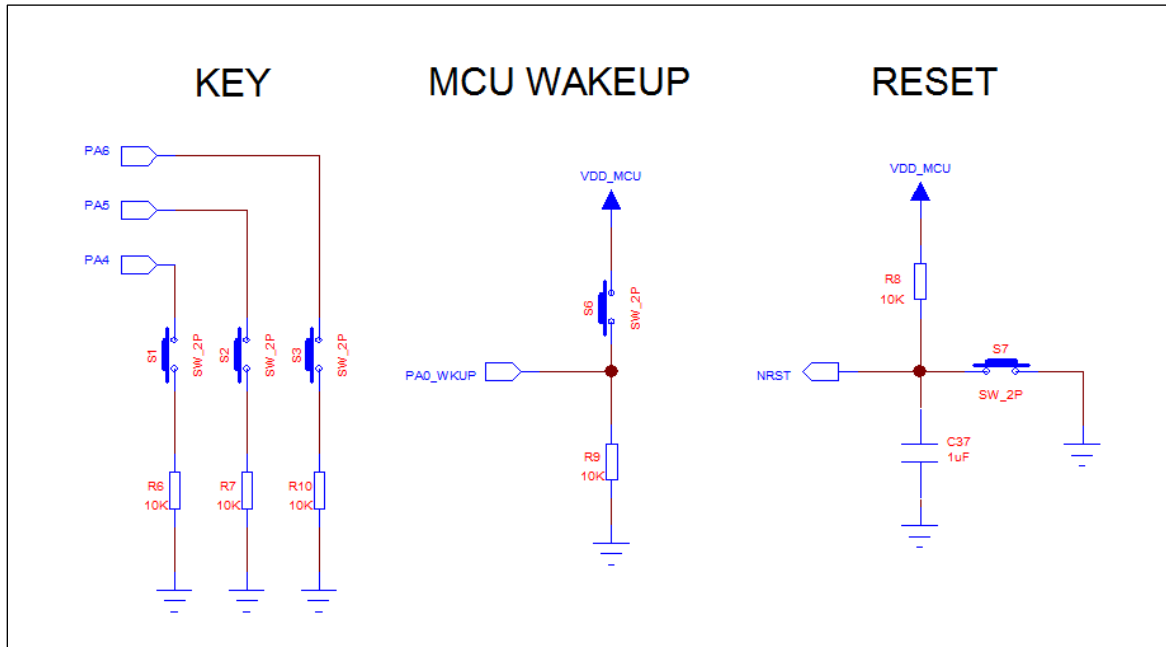 KEY
MCU WAKEUP
RESET
PA6
PA5
PA4
S1
SW_2P
S2
SW_2P
S3
SW_2P
R6
10K
R7
10K
R10
10K
VDD_MCU
S6
SW_2P
PA0_WKUP
R9
10K
VDD_MCU
R8
10K
S7
SW_2P
NRST
C37
1uF